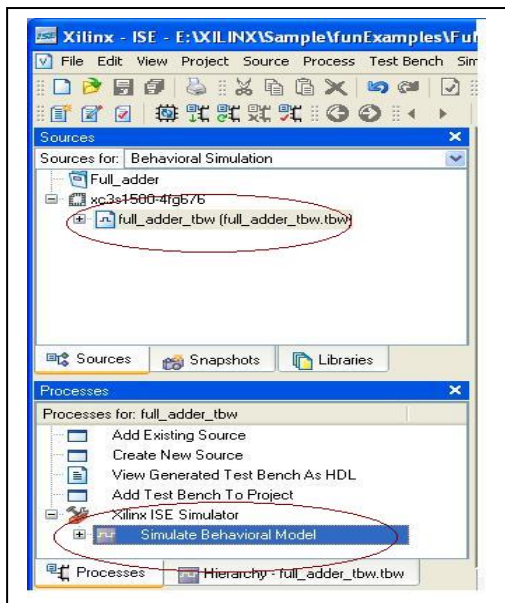 Xilinx - ISE - E:\XILINX\Sample\funExamples\Ful
File Edit View Project Source Process Test Bench Sim
Sources
Sources for: Behavioral Simulation
Full_adder
xc3s1500-4fg676
full_adder_tbw (full_adder_tbw.tbw)
Sources Snapshots Libraries
Processes
Processes for: full_adder_tbw
Add Existing Source
Create New Source
View Generated Test Bench As HDL
Add Test Bench To Project
Xilinx ISE Simulator
Simulate Behavioral Model
Processes Hierarchy - full_adder_tbw.tbw